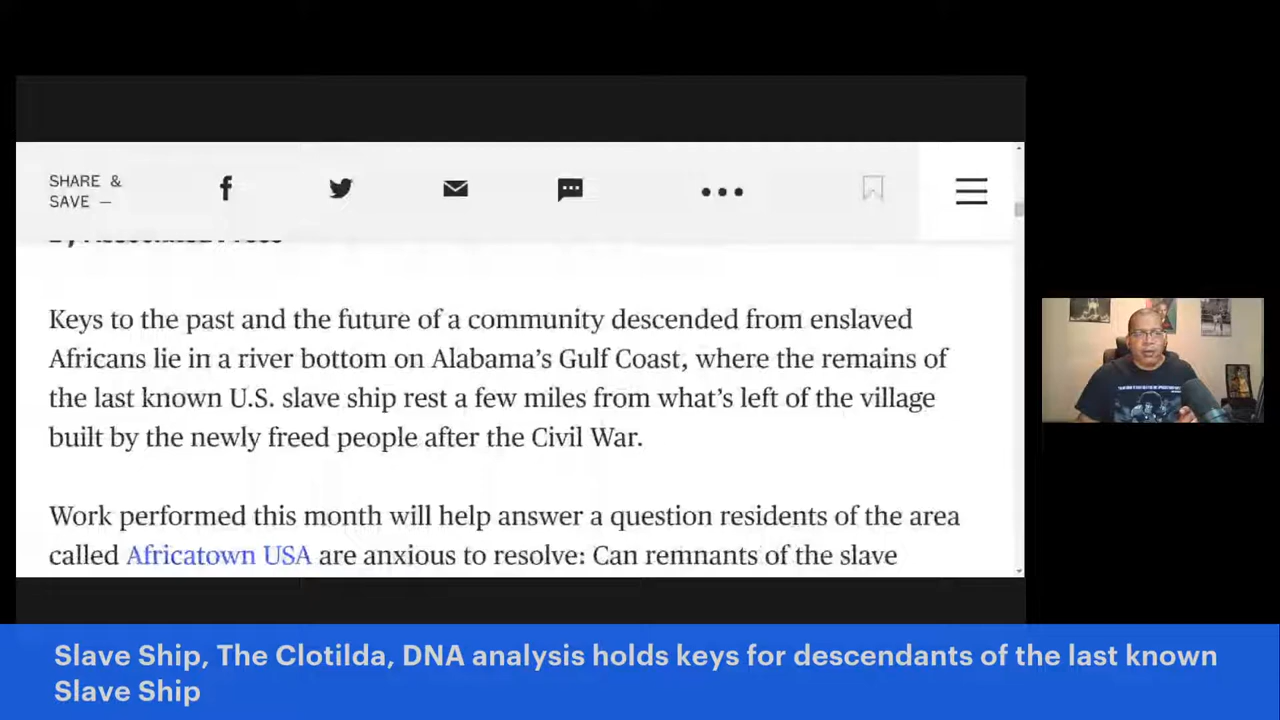 SHARE &
SAVE —
Keys to the past and the future of a community descended from enslaved
Africans lie in a river bottom on Alabama's Gulf Coast, where the remains of
the last known U.S. slave ship rest a few miles from what's left of the village
built by the newly freed people after the Civil War.
Work performed this month will help answer a question residents of the area
called Africatown USA are anxious to resolve: Can remnants of the slave
Slave Ship, The Clotilda, DNA analysis holds keys for descendants of the last known
Slave Ship